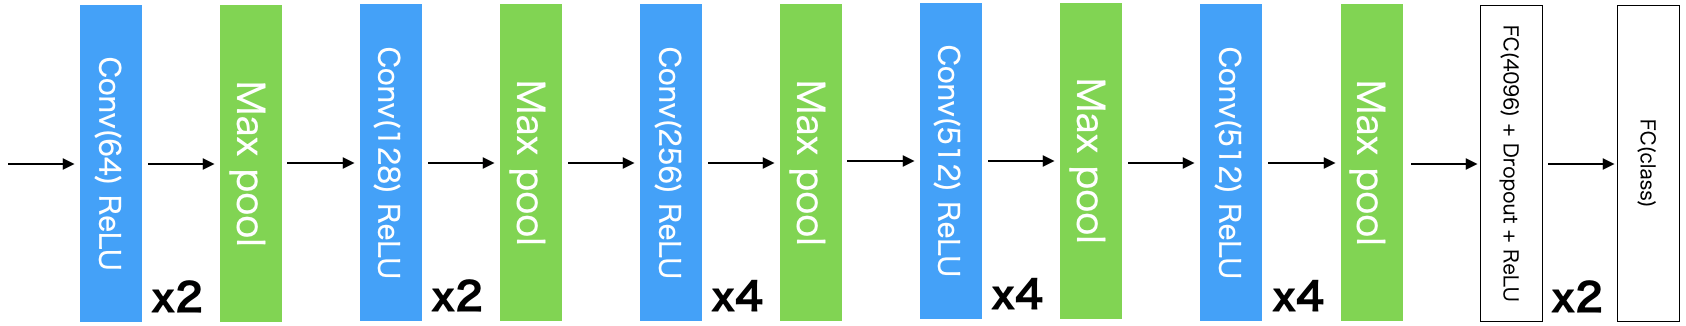 Conv(64) ReLU
x2
Max pool
Conv(128) ReLU
x2
Max pool
Conv(256) ReLU
x4
Max pool
Conv(512) ReLU
x4
Max pool
Conv(512) ReLU
x4
Max pool
FC(4096) + Dropout + ReLU
x2
FC(class)